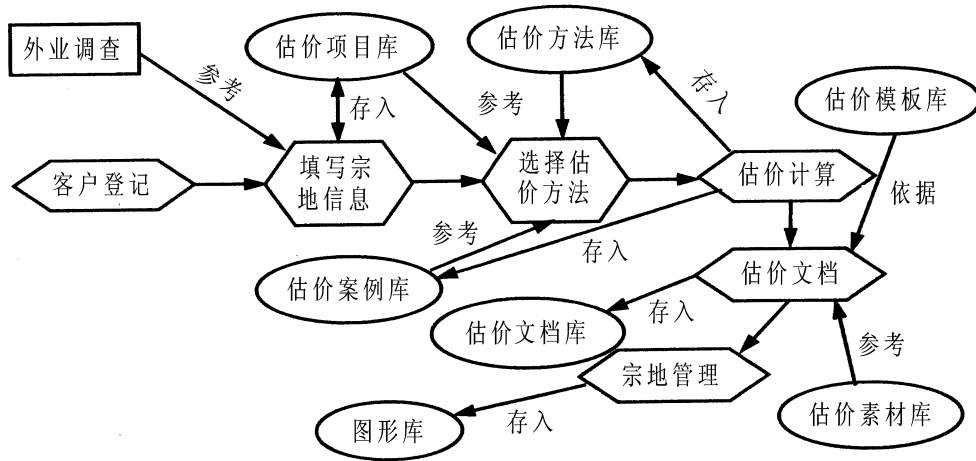 外业调查
估价项目库
估价方法库
参考
存入
参考
存入
估价模板库
客户登记
填写宗
地信息
选择估
价方法
估价计算
依据
参考
存入
估价案例库
估价文档
估价文档库
存入
宗地管理
参考
图形库
存入
估价素材库